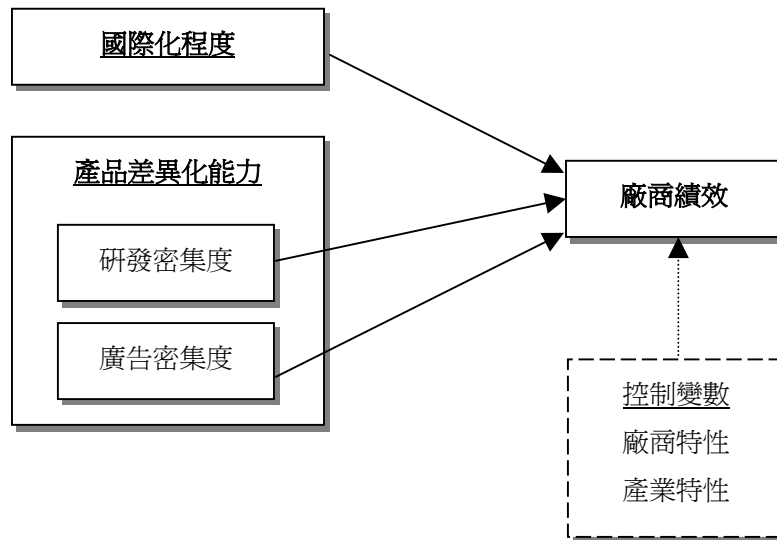 國際化程度
產品差異化能力
研發密集度
廣告密集度
廠商績效
控制變數
廠商特性
產業特性